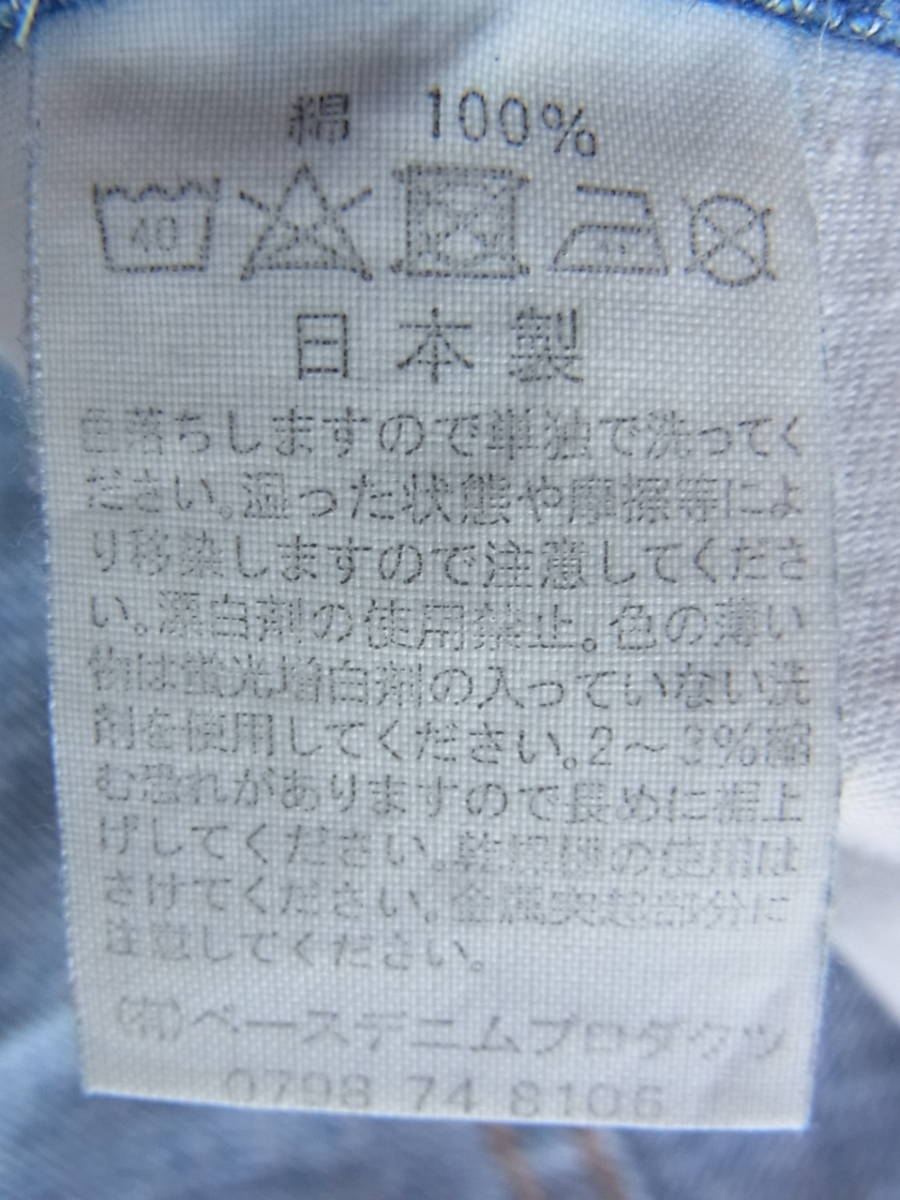 綿 100%
40
日本製
色落ちしますので単独で洗ってく
ださい。湿った状態や摩擦等によ
り移染しますので注意してくださ
い。漂白剤の使用禁止。色の薄い
物は蛍光増白剤の入っていない洗
剤を使用してください。2～3%縮
む恐れがありますので長めに裾上
げしてください。乾燥機の使用は
さけてください。金属突起部分に
注意してください。
(有)ベースデニムプロダクツ
0798 74 8106